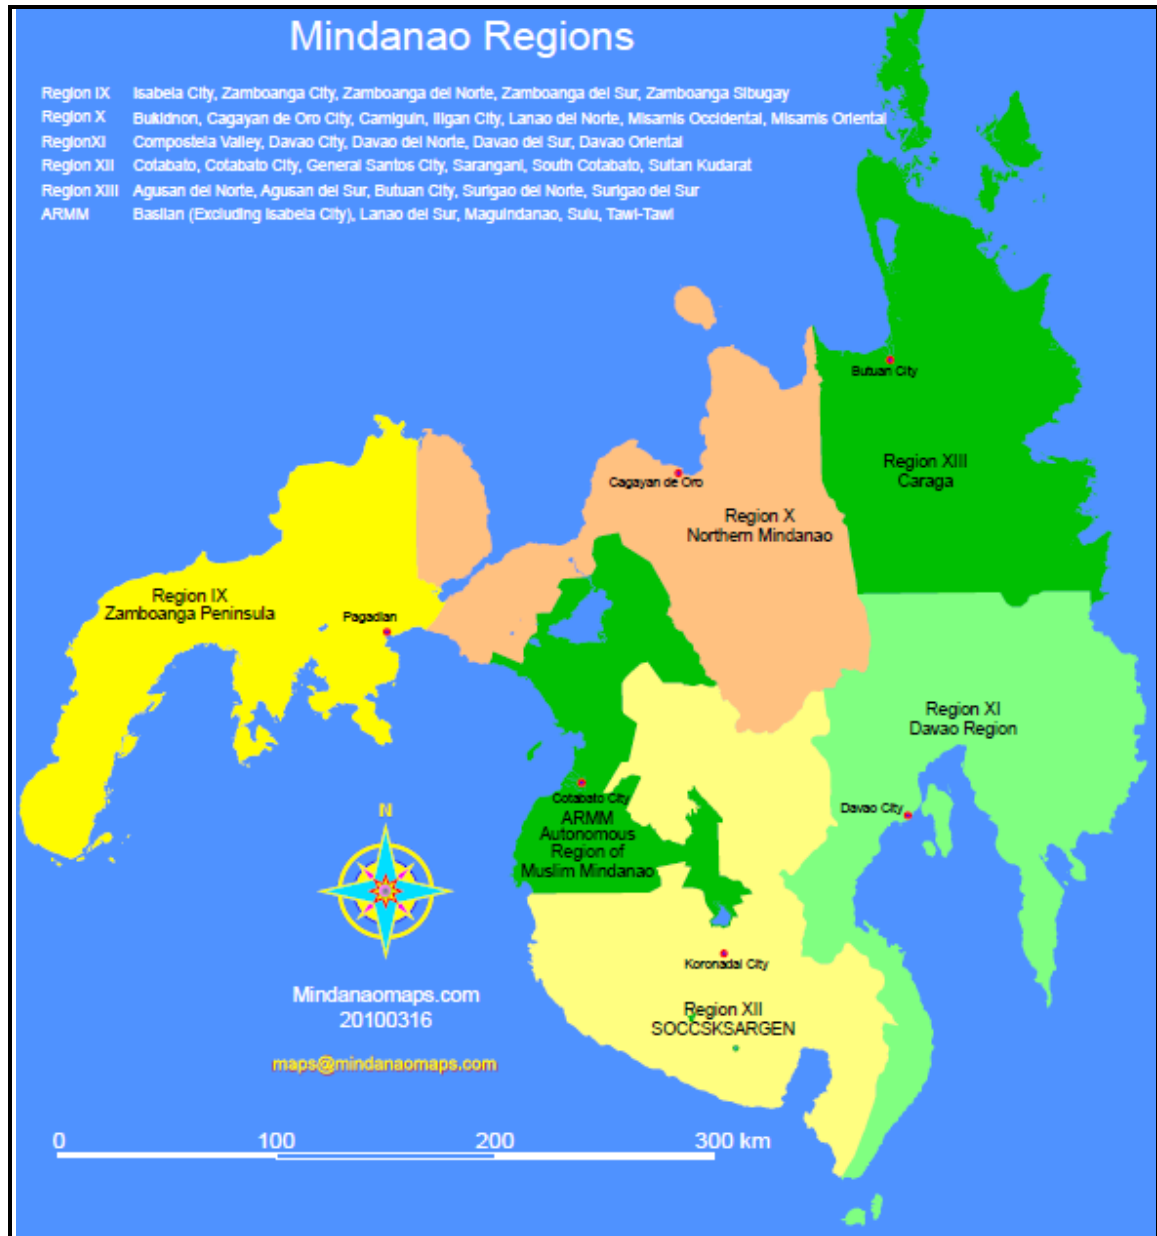 Mindanao Regions
Region IX Isabela City, Zamboanga City, Zamboanga del Norte, Zamboanga del Sur, Zamboanga Sibugay
Region X Bukidnon, Cagayan de Oro City, Camiguin, Iligan City, Lanao del Norte, Misamis Occidental, Misamis Oriental
RegionXI Compostela Valley, Davao City, Davao del Norte, Davao del Sur, Davao Oriental
Region XII Cotabato, Cotabato City, General Santos City, Sarangani, South Cotabato, Sultan Kudarat
Region XIII Agusan del Norte, Agusan del Sur, Butuan City, Surigao del Norte, Surigao del Sur
ARMM Basilan (Excluding Isabela City), Lanao del Sur, Maguindanao, Sulu, Tawi-Tawi
Butuan City
Region XIII
Caraga
Cagayan de Oro
Region X
Northern Mindanao
Region IX
Zamboanga Peninsula
Pagadian
Region XI
Davao Region
Cotabato City
ARMM
Autonomous
Region of
Muslim Mindanao
Davao City
N
Koronadal City
Region XII
SOCCSKSARGEN
Mindanaomaps.com
20100316
maps@mindanaomaps.com
0 100 200 300 km